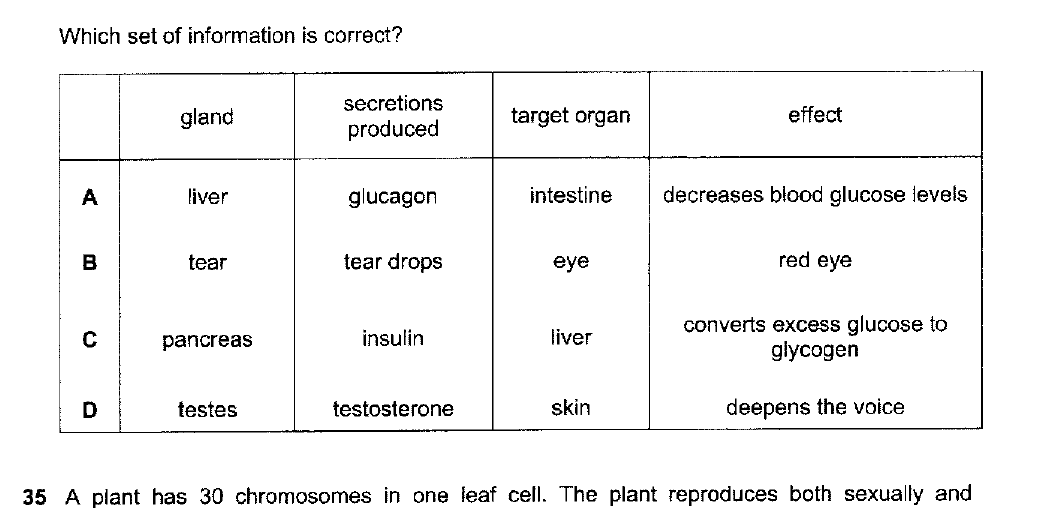 Which set of information is correct?
gland
secretions
produced
target organ
effect
A liver glucagon intestine decreases blood glucose levels
B tear tear drops eye red eye
C pancreas insulin liver converts excess glucose to
glycogen
D testes testosterone skin deepens the voice
35 A plant has 30 chromosomes in one leaf cell. The plant reproduces both sexually and